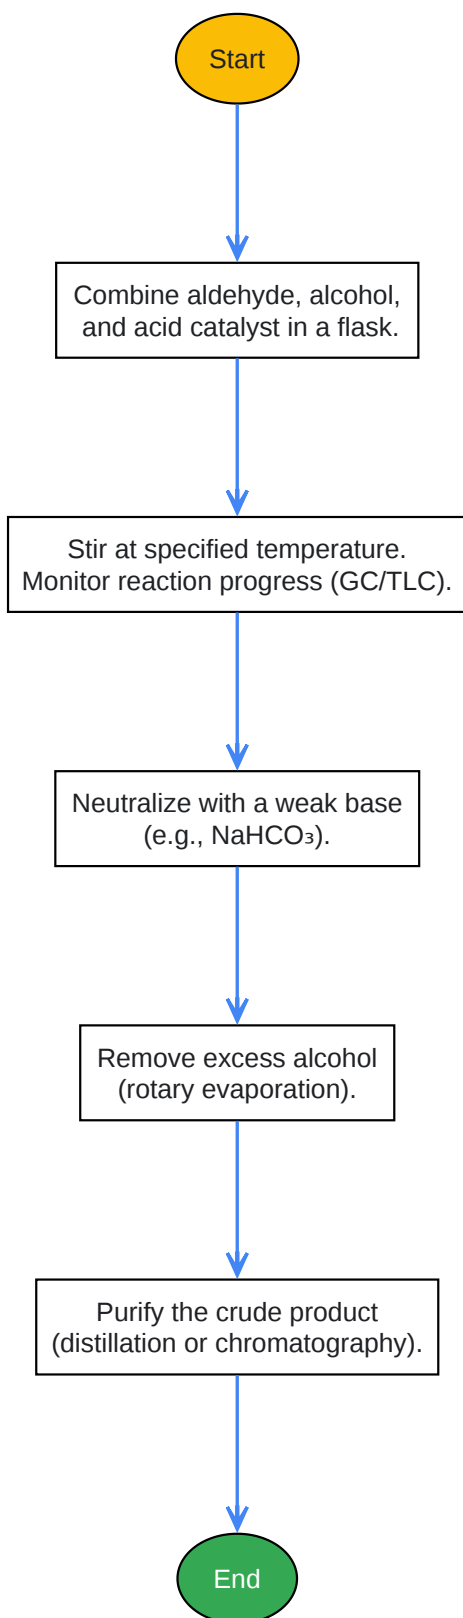 Start
Combine aldehyde, alcohol,
and acid catalyst in a flask.
Stir at specified temperature.
Monitor reaction progress (GC/TLC).
Neutralize with a weak base
(e.g., NaHCO₃).
Remove excess alcohol
(rotary evaporation).
Purify the crude product
(distillation or chromatography).
End